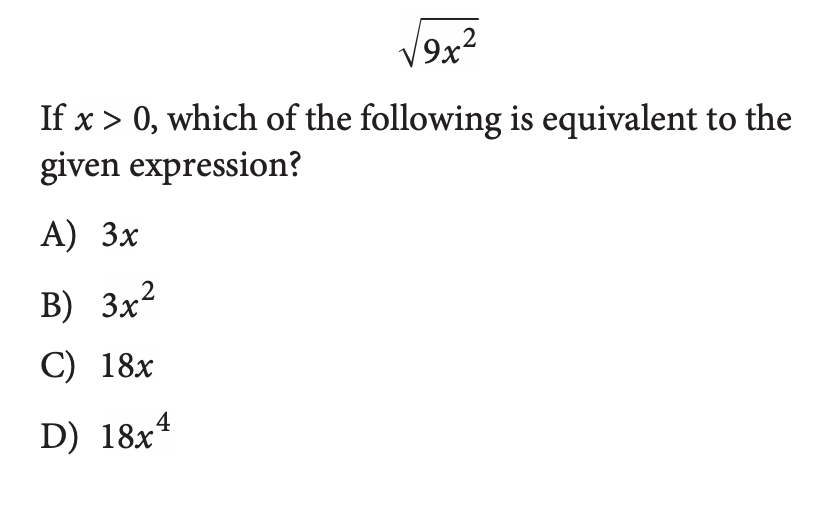 √9x²
If x > 0, which of the following is equivalent to the
given expression?
A) 3x
B) 3x²
C) 18x
D) 18x⁴